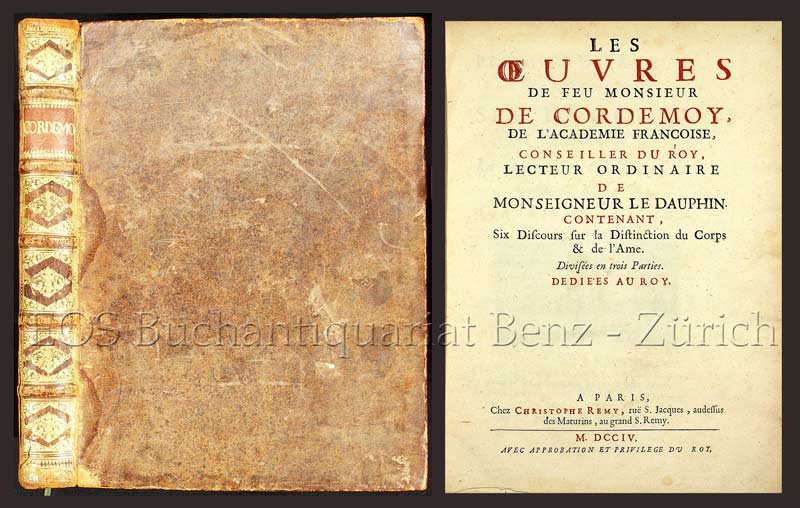 CORDEMO
LES
ŒUVRES
DE FEU MONSIEUR
DE CORDEMOY,
DE L'ACADEMIE FRANCOISE,
CONSEILLER DU ROY,
LECTEUR ORDINAIRE
DE
MONSEIGNEUR LE DAUPHIN.
CONTENANT,
Six Diſcours ſur la Diſtinction du Corps
& de l'Ame.
Diviſées en trois Parties.
DEDIE'ES AU ROY.
EOS Buchantiquariat Benz - Zürich
A PARIS,
Chez CHRISTOPHE REMY, ruë S. Jacques, audeſſus
des Maturins, au grand S. Remy.
M. DCCIV.
AVEC APPROBATION ET PRIVILEGE DU ROY.